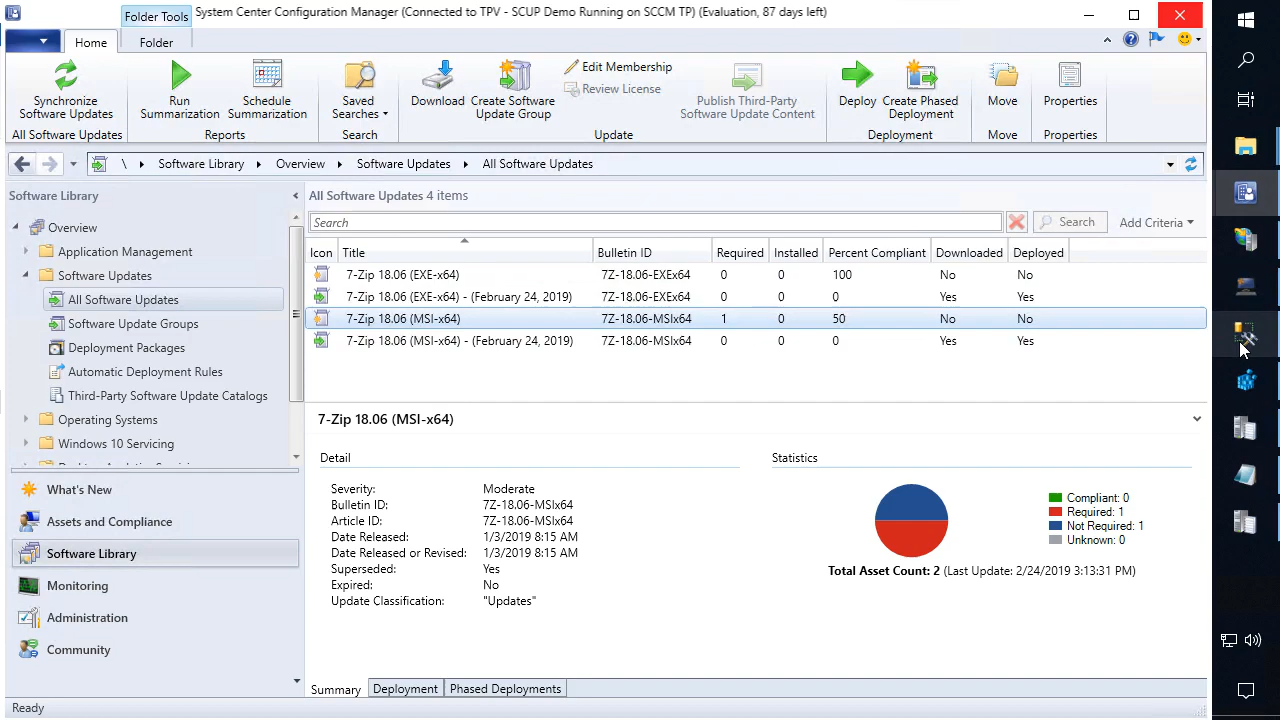 Folder Tools
System Center Configuration Manager (Connected to TPV - SCUP Demo Running on SCCM TP) (Evaluation, 87 days left)
Home
Folder
Synchronize Software Updates
Run Summarization
Schedule Summarization
Saved Searches
Download
Create Software Update Group
Edit Membership
Review License
Publish Third-Party Software Update Content
Deploy
Create Phased Deployment
Move
Properties
All Software Updates
Reports
Search
Update
Deployment
Move
Properties
\ Software Library Overview Software Updates All Software Updates
Software Library
Overview
Application Management
Software Updates
All Software Updates
Software Update Groups
Deployment Packages
Automatic Deployment Rules
Third-Party Software Update Catalogs
Operating Systems
Windows 10 Servicing
What's New
Assets and Compliance
Software Library
Monitoring
Administration
Community
All Software Updates 4 items
Search
Search
Add Criteria
Icon Title Bulletin ID Required Installed Percent Compliant Downloaded Deployed
7-Zip 18.06 (EXE-x64) 7Z-18.06-EXEx64 0 0 100 No No
7-Zip 18.06 (EXE-x64) - (February 24, 2019) 7Z-18.06-EXEx64 0 0 0 Yes Yes
7-Zip 18.06 (MSI-x64) 7Z-18.06-MSIx64 1 0 50 No No
7-Zip 18.06 (MSI-x64) - (February 24, 2019) 7Z-18.06-MSIx64 0 0 0 Yes Yes
7-Zip 18.06 (MSI-x64)
Detail
Severity: Moderate
Bulletin ID: 7Z-18.06-MSIx64
Article ID: 7Z-18.06-MSIx64
Date Released: 1/3/2019 8:15 AM
Date Released or Revised: 1/3/2019 8:15 AM
Superseded: Yes
Expired: No
Update Classification: "Updates"
Statistics
Compliant: 0
Required: 1
Not Required: 1
Unknown: 0
Total Asset Count: 2 (Last Update: 2/24/2019 3:13:31 PM)
Summary
Deployment
Phased Deployments
Ready